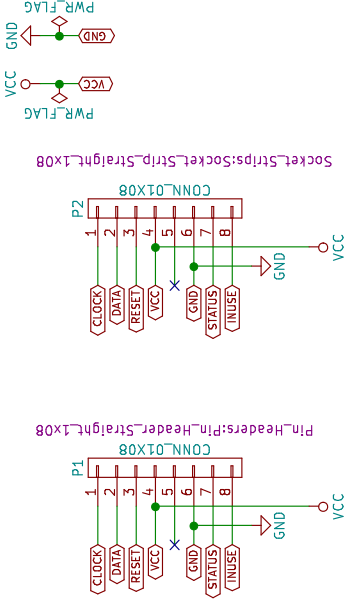 PWR_FLAG
GND
GND
VCC
VCC
PWR_FLAG
Socket_Strips:Socket_Strip_Straight_1x08
CONN_01X08
P2
1 2 3 4 5 6 7 8
VCC
GND
CLOCK DATA RESET VCC GND STATUS INUSE
Pin_Headers:Pin_Header_Straight_1x08
CONN_01X08
P1
1 2 3 4 5 6 7 8
VCC
GND
CLOCK DATA RESET VCC GND STATUS INUSE